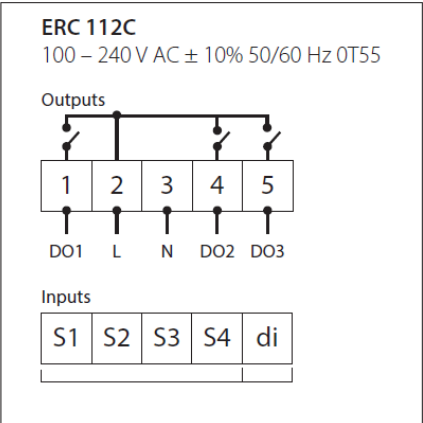 ERC 112C
100 – 240 V AC ± 10% 50/60 Hz 0T55
Outputs
1 2 3 4 5
DO1 L N DO2 DO3
Inputs
S1 S2 S3 S4 di